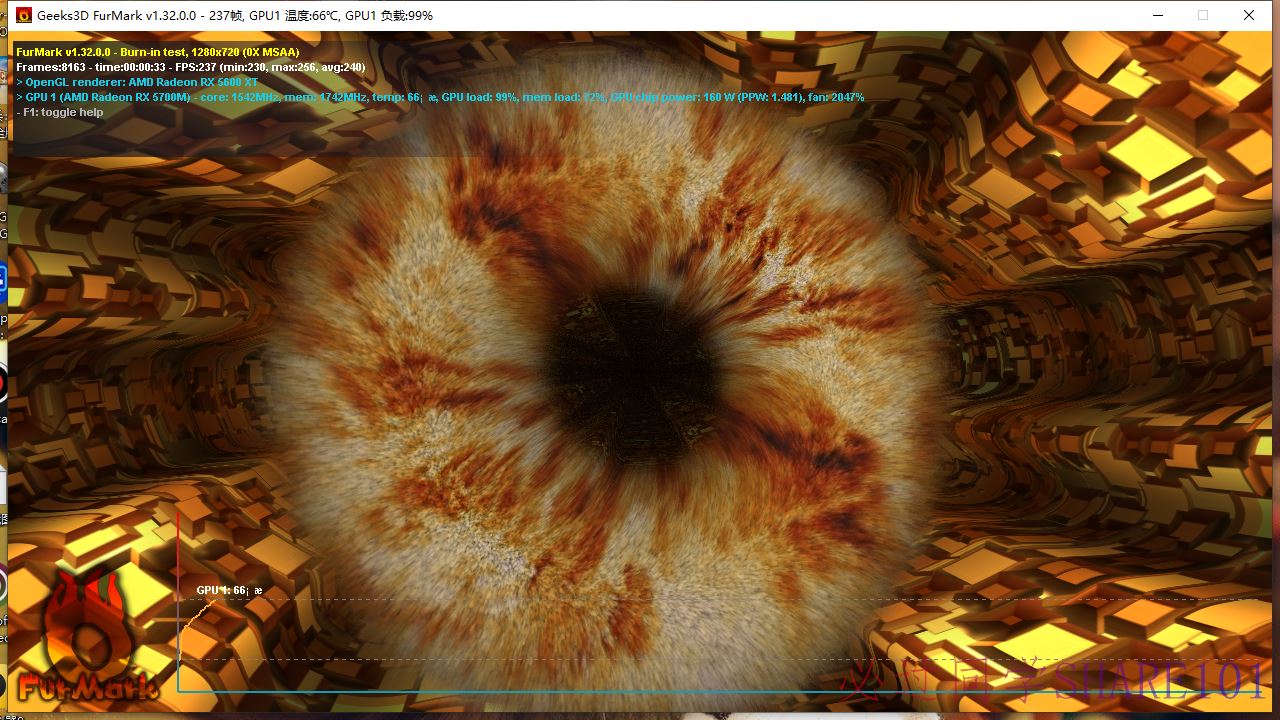 Geeks3D FurMark v1.32.0.0 - 237帧, GPU1 温度:66℃, GPU1 负载:99%
FurMark v1.32.0.0 - Burn-in test, 1280x720 (0X MSAA)
Frames:8163 - time:00:00:33 - FPS:237 (min:230, max:256, avg:240)
> OpenGL renderer: AMD Radeon RX 5600 XT
> GPU 1 (AMD Radeon RX 5700M) - core: 1542MHz, mem: 1742MHz, temp: 66¡ æ, GPU load: 99%, mem load: 72%, GPU chip power: 160 W (PPW: 1.481), fan: 2047%
- F1: toggle help
GPU 1: 66¡ æ
FurMark
SHARE101